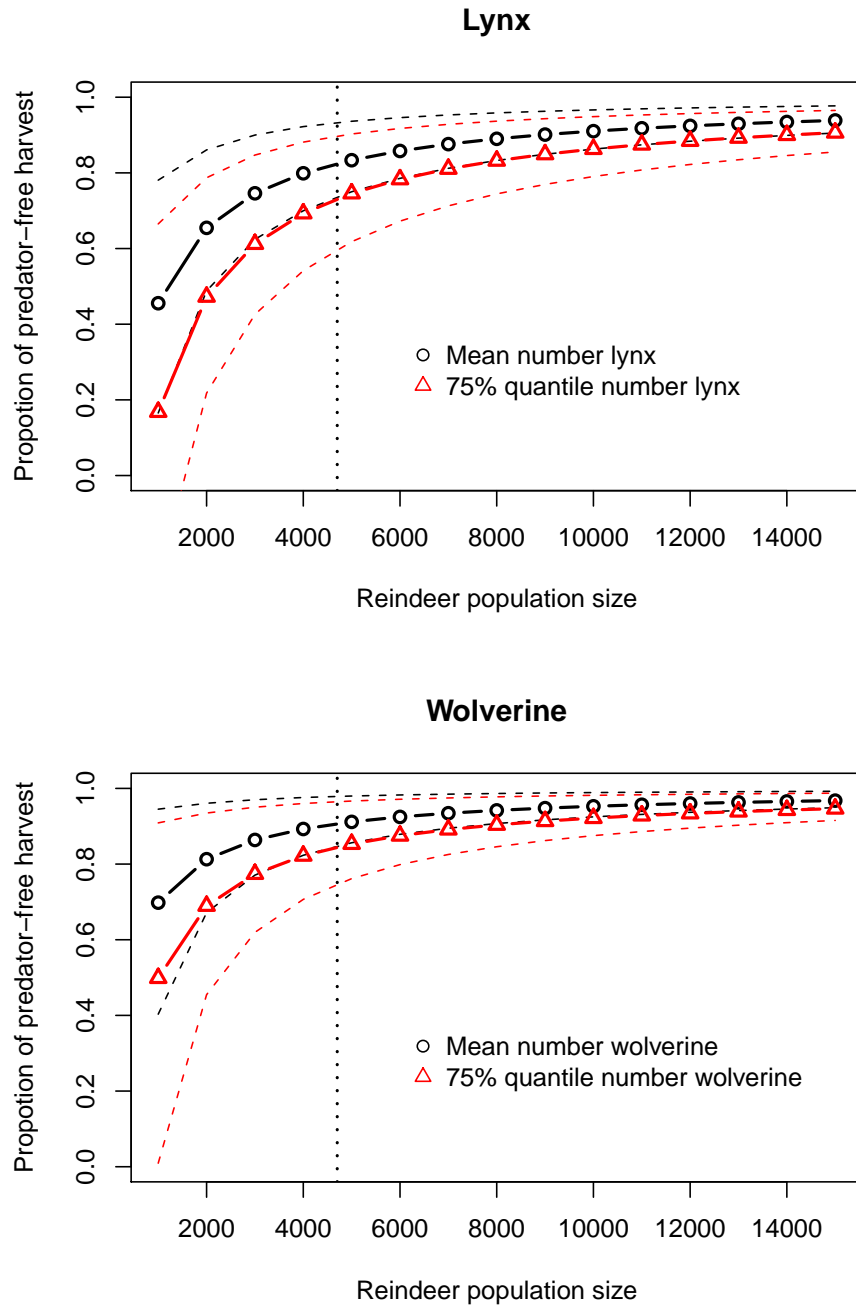 Lynx
Propotion of predator−free harvest
1.0
0.8
0.6
0.4
0.2
0.0
Mean number lynx
75% quantile number lynx
2000 4000 6000 8000 10000 12000 14000
Reindeer population size
Wolverine
Propotion of predator−free harvest
1.0
0.8
0.6
0.4
0.2
0.0
Mean number wolverine
75% quantile number wolverine
2000 4000 6000 8000 10000 12000 14000
Reindeer population size